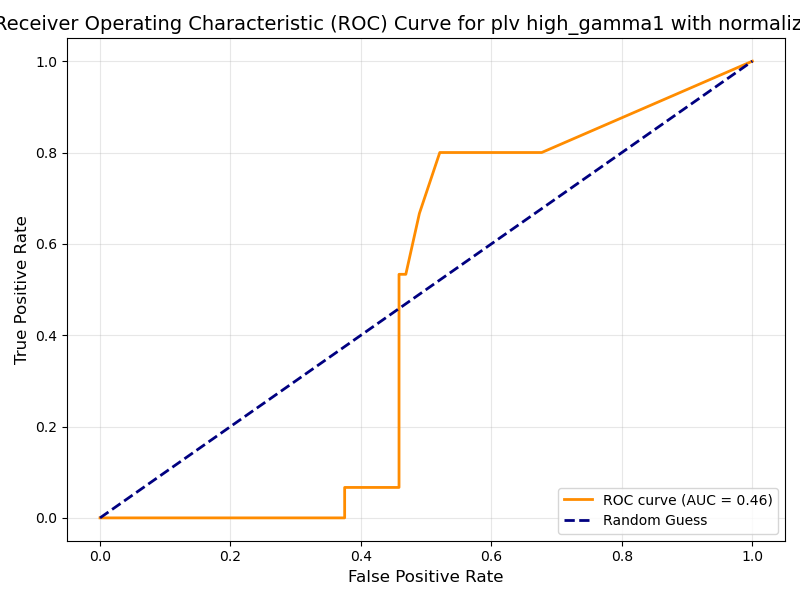 Receiver Operating Characteristic (ROC) Curve for plv high_gamma1 with normaliz
1.0
0.8
0.6
0.4
0.2
0.0
True Positive Rate
0.0 0.2 0.4 0.6 0.8 1.0
False Positive Rate
ROC curve (AUC = 0.46)
Random Guess